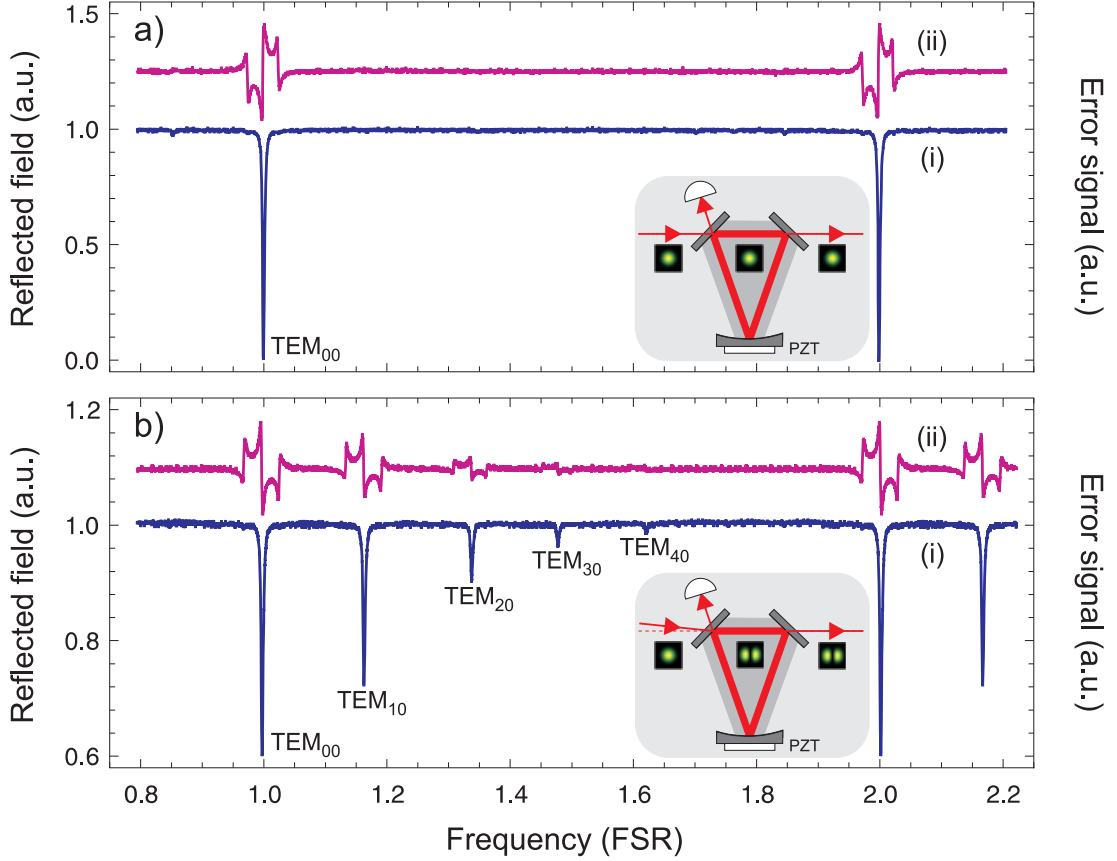 a)
(ii)
(i)
1.5
1.0
0.5
0.0
Reflected field (a.u.)
Error signal (a.u.)
TEM00
PZT
b)
(ii)
(i)
1.2
1.0
0.8
0.6
Reflected field (a.u.)
Error signal (a.u.)
TEM00
TEM10
TEM20
TEM30
TEM40
PZT
0.8 1.0 1.2 1.4 1.6 1.8 2.0 2.2
Frequency (FSR)